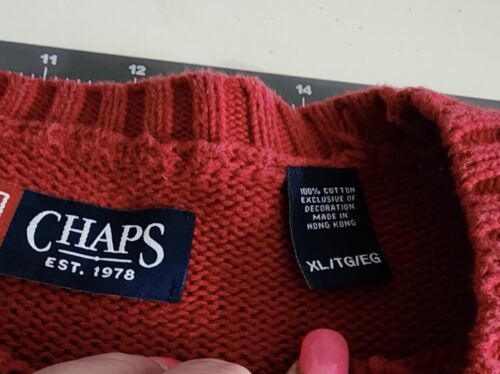 11
12
14
CHAPS
EST. 1978
100% COTTON
EXCLUSIVE OF
DECORATION
MADE IN
HONG KONG
XL/TG/EG